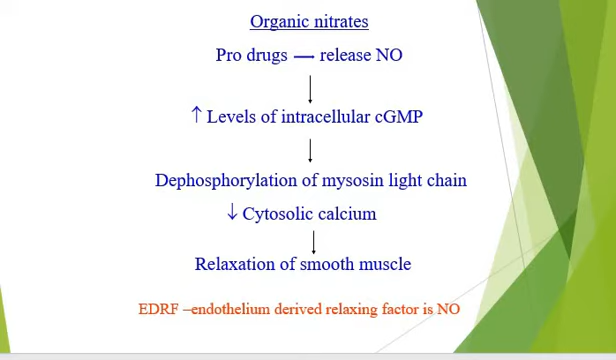 Organic nitrates
Pro drugs → release NO
↑ Levels of intracellular cGMP
Dephosphorylation of mysosin light chain
↓ Cytosolic calcium
Relaxation of smooth muscle
EDRF –endothelium derived relaxing factor is NO